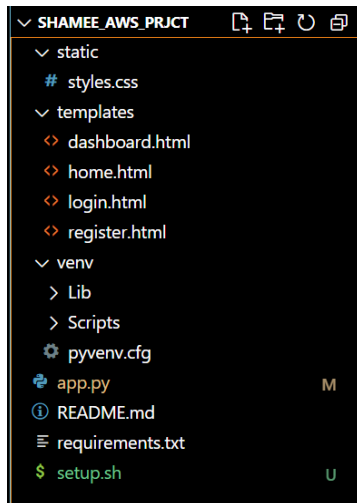 SHAMEE_AWS_PRJCT
static
# styles.css
templates
<> dashboard.html
<> home.html
<> login.html
<> register.html
venv
Lib
Scripts
pyvenv.cfg
app.py M
README.md
requirements.txt
$ setup.sh U